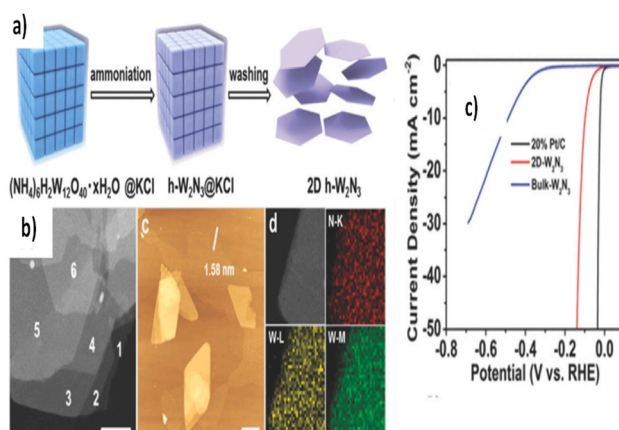 a)
ammoniation
washing
(NH₄)₆H₂W₁₂O₄₀·xH₂O @KCl
h-W₂N₃@KCl
2D h-W₂N₃
b)
6
5
4
1
3
2
c
1.58 nm
d
N-K
W-L
W-M
c)
Current Density (mA cm⁻²)
0
-10
-20
-30
-40
-50
20% Pt/C
2D-W₂N₃
Bulk-W₂N₃
-0.8
-0.6
-0.4
-0.2
0.0
Potential (V vs. RHE)